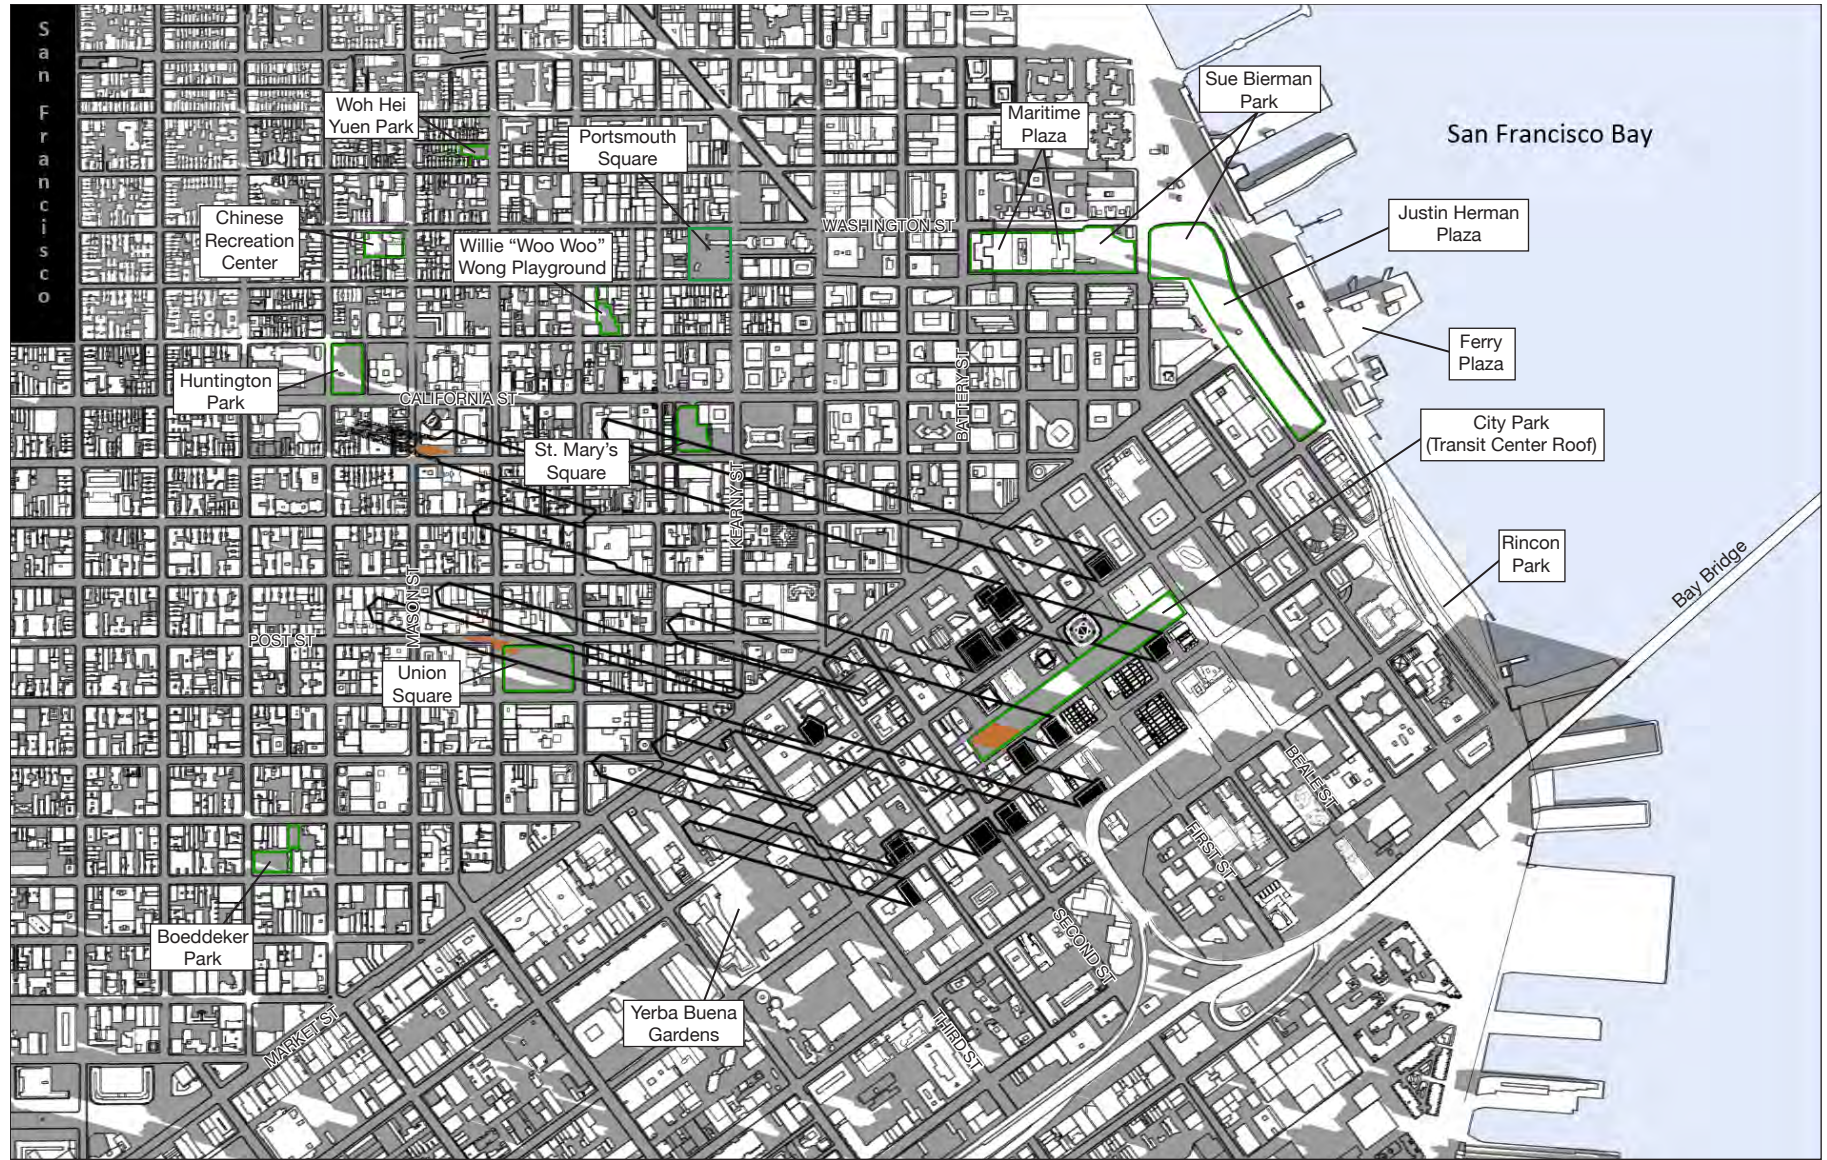 San Francisco
Sue Bierman
Park
Woh Hei
Yuen Park
Maritime
Plaza
San Francisco Bay
Portsmouth
Square
Justin Herman
Plaza
Chinese
Recreation
Center
WASHINGTON ST
Willie “Woo Woo”
Wong Playground
Ferry
Plaza
Huntington
Park
CALIFORNIA ST
BATTERY ST
City Park
(Transit Center Roof)
St. Mary’s
Square
KEARNY ST
Rincon
Park
Bay Bridge
MASON ST
POST ST
Union
Square
BEALE ST
FIRST ST
Boeddeker
Park
SECOND ST
Yerba Buena
Gardens
MARKET ST
THIRD ST